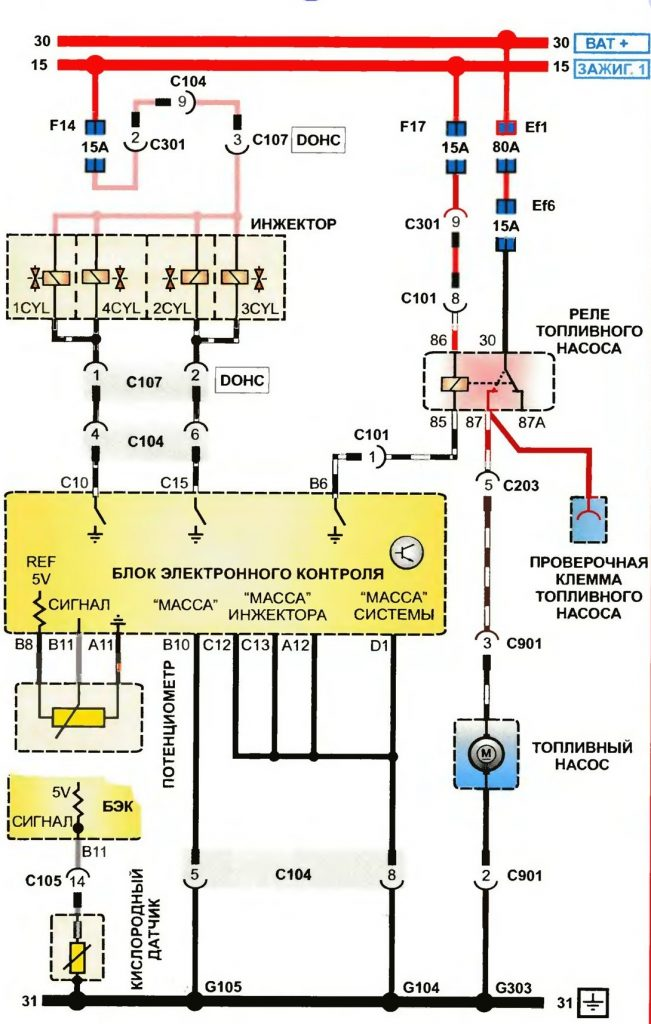 30
30
ВАТ +
15
15
ЗАЖИГ. 1
C104
9
F14
15A
2
C301
3
C107
DOHC
F17
15A
Ef1
80A
Ef6
15A
C301
9
C101
8
ИНЖЕКТОР
1CYL
4CYL
2CYL
3CYL
РЕЛЕ
ТОПЛИВНОГО
НАСОСА
86
30
85
87
87A
1
C107
2
DOHC
4
C104
6
C101
1
C10
C15
B6
5
C203
ПРОВЕРОЧНАЯ
КЛЕММА
ТОПЛИВНОГО
НАСОСА
REF
5V
БЛОК ЭЛЕКТРОННОГО КОНТРОЛЯ
СИГНАЛ
"МАССА"
"МАССА"
ИНЖЕКТОРА
"МАССА"
СИСТЕМЫ
B8
B11
A11
B10
C12
C13
A12
D1
3
C901
ПОТЕНЦИОМЕТР
M
ТОПЛИВНЫЙ
НАСОС
5V
БЭК
СИГНАЛ
B11
C105
14
КИСЛОРОДНЫЙ
ДАТЧИК
5
C104
8
2
C901
31
G105
G104
G303
31